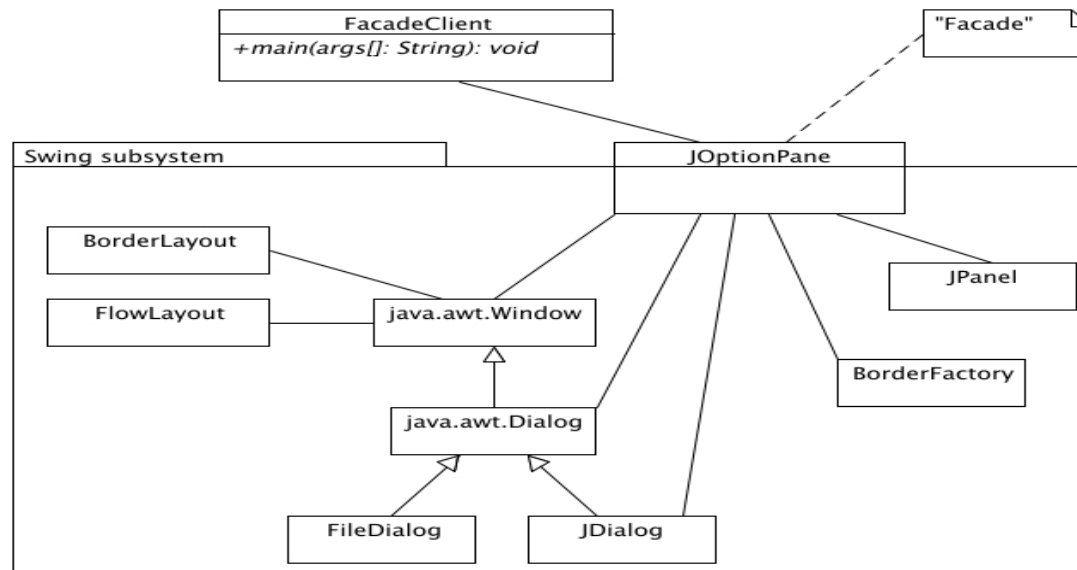 FacadeClient
+main(args[]: String): void
"Facade"
Swing subsystem
JOptionPane
BorderLayout
JPanel
FlowLayout
java.awt.Window
BorderFactory
java.awt.Dialog
FileDialog
JDialog